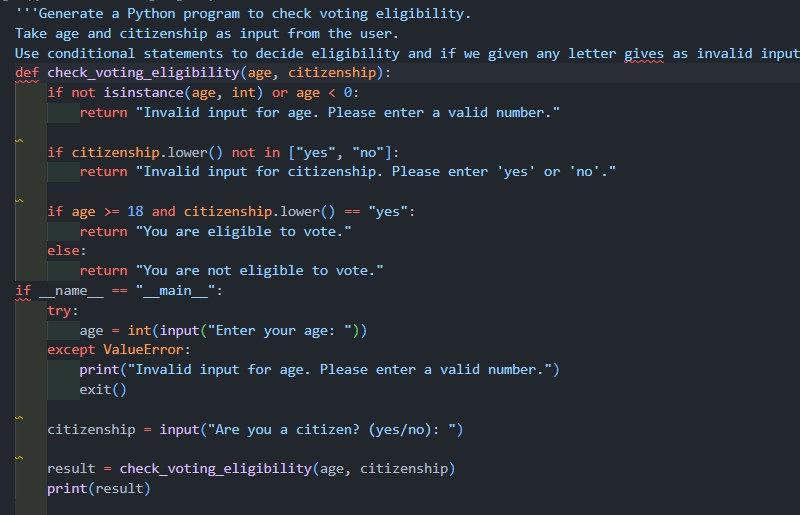 '''Generate a Python program to check voting eligibility.
Take age and citizenship as input from the user.
Use conditional statements to decide eligibility and if we given any letter gives as invalid input
def check_voting_eligibility(age, citizenship):
    if not isinstance(age, int) or age < 0:
        return "Invalid input for age. Please enter a valid number."
    if citizenship.lower() not in ["yes", "no"]:
        return "Invalid input for citizenship. Please enter 'yes' or 'no'."
    if age >= 18 and citizenship.lower() == "yes":
        return "You are eligible to vote."
    else:
        return "You are not eligible to vote."
if __name__ == "__main__":
    try:
        age = int(input("Enter your age: "))
    except ValueError:
        print("Invalid input for age. Please enter a valid number.")
        exit()
    citizenship = input("Are you a citizen? (yes/no): ")
    result = check_voting_eligibility(age, citizenship)
    print(result)